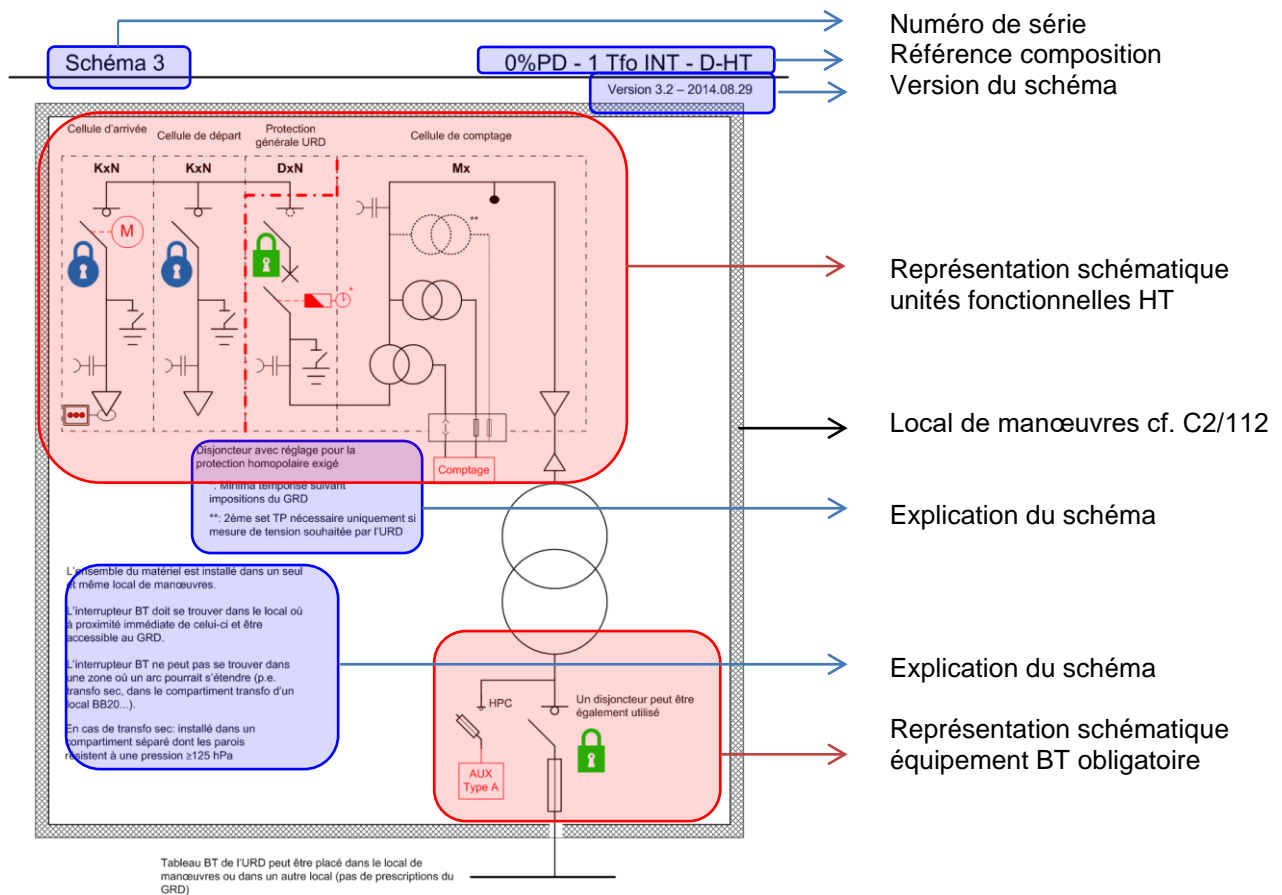 Numéro de série
Schéma 3
0%PD - 1 Tfo INT - D-HT
Référence composition
Version 3.2 – 2014.08.29
Version du schéma
Cellule d'arrivée
Cellule de départ
Protection
générale URD
Cellule de comptage
KxN
KxN
DxN
Mx
**
M
*
Représentation schématique
unités fonctionnelles HT
Local de manœuvres cf. C2/112
Disjoncteur avec réglage pour la
protection homopolaire exigé
*: Minima temporisé suivant
impositions du GRD
**: 2ème set TP nécessaire uniquement si
mesure de tension souhaitée par l'URD
Comptage
Explication du schéma
L'ensemble du matériel est installé dans un seul
et même local de manœuvres.
L'interrupteur BT doit se trouver dans le local où
à proximité immédiate de celui-ci et être
accessible au GRD.
L'interrupteur BT ne peut pas se trouver dans
une zone où un arc pourrait s'étendre (p.e.
transfo sec, dans le compartiment transfo d'un
local BB20...).
En cas de transfo sec: installé dans un
compartiment séparé dont les parois
résistent à une pression ≥125 hPa
Explication du schéma
HPC
Un disjoncteur peut être
également utilisé
AUX
Type A
Représentation schématique
équipement BT obligatoire
Tableau BT de l'URD peut être placé dans le local de
manœuvres ou dans un autre local (pas de prescriptions du
GRD)